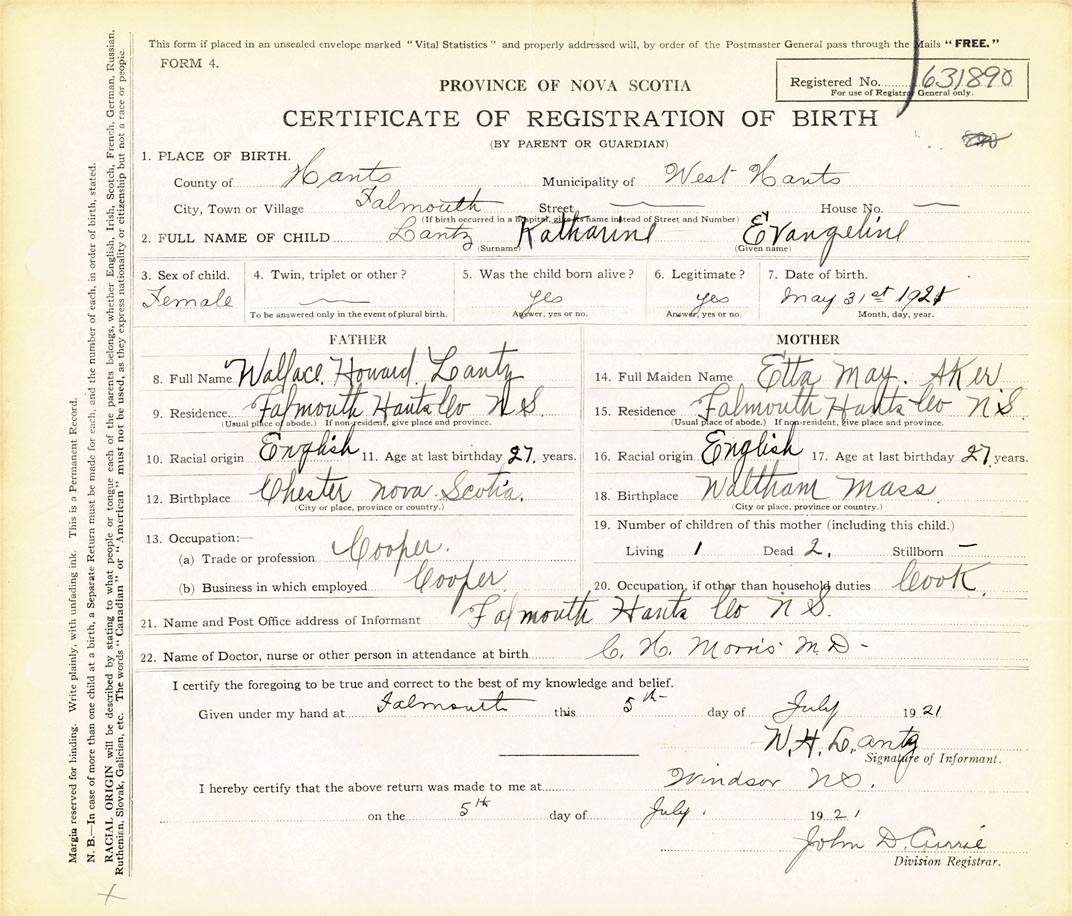 This form if placed in an unsealed envelope marked "Vital Statistics" and properly addressed will, by order of the Postmaster General pass through the Mails "FREE."
FORM 4.
Registered No. 631890
For use of Registrar General only.
PROVINCE OF NOVA SCOTIA
CERTIFICATE OF REGISTRATION OF BIRTH
(BY PARENT OR GUARDIAN)
1. PLACE OF BIRTH.
County of Hants Municipality of West Hants
City, Town or Village Falmouth Street — House No. —
(If birth occurred in a hospital, give its name instead of Street and Number)
2. FULL NAME OF CHILD Lantz Katharine Evangeline
(Surname) (Given name)
3. Sex of child. 4. Twin, triplet or other? 5. Was the child born alive? 6. Legitimate? 7. Date of birth.
Female — yes yes May 31st 1921
To be answered only in the event of plural birth. Answer, yes or no. Answer, yes or no. Month, day, year.
FATHER
8. Full Name Wallace Howard Lantz
9. Residence Falmouth Hants Co N S.
(Usual place of abode.) If non-resident, give place and province.
10. Racial origin English 11. Age at last birthday 27 years.
12. Birthplace Chester Nova Scotia.
(City or place, province or country.)
13. Occupation:—
(a) Trade or profession Cooper.
(b) Business in which employed Cooper
MOTHER
14. Full Maiden Name Etta May. Aker
15. Residence Falmouth Hants Co N.S.
(Usual place of abode.) If non-resident, give place and province.
16. Racial origin English 17. Age at last birthday 27 years.
18. Birthplace Waltham Mass
(City or place, province or country.)
19. Number of children of this mother (including this child.)
Living 1 Dead 2. Stillborn —
20. Occupation, if other than household duties Cook.
21. Name and Post Office address of Informant Falmouth Hants Co N S.
22. Name of Doctor, nurse or other person in attendance at birth C. H. Morris M.D-
I certify the foregoing to be true and correct to the best of my knowledge and belief.
Given under my hand at Falmouth this 5th day of July 1921
W. H. Lantz
Signature of Informant.
I hereby certify that the above return was made to me at Windsor N.S.
on the 5th day of July. 1921
John D. Currie
Division Registrar.
Margin reserved for binding. Write plainly, with unfading ink. This is a Permanent Record.
N. B.—In case of more than one child at a birth, a Separate Return must be made for each, and the number of each, in order of birth, stated.
RACIAL ORIGIN will be described by stating to what people or tongue each of the parents belongs, whether English, Irish, Scotch, French, German, Russian,
Ruthenian, Slovak, Galician, etc. The words "Canadian" or "American" must not be used, as they express nationality or citizenship but not a race or people.